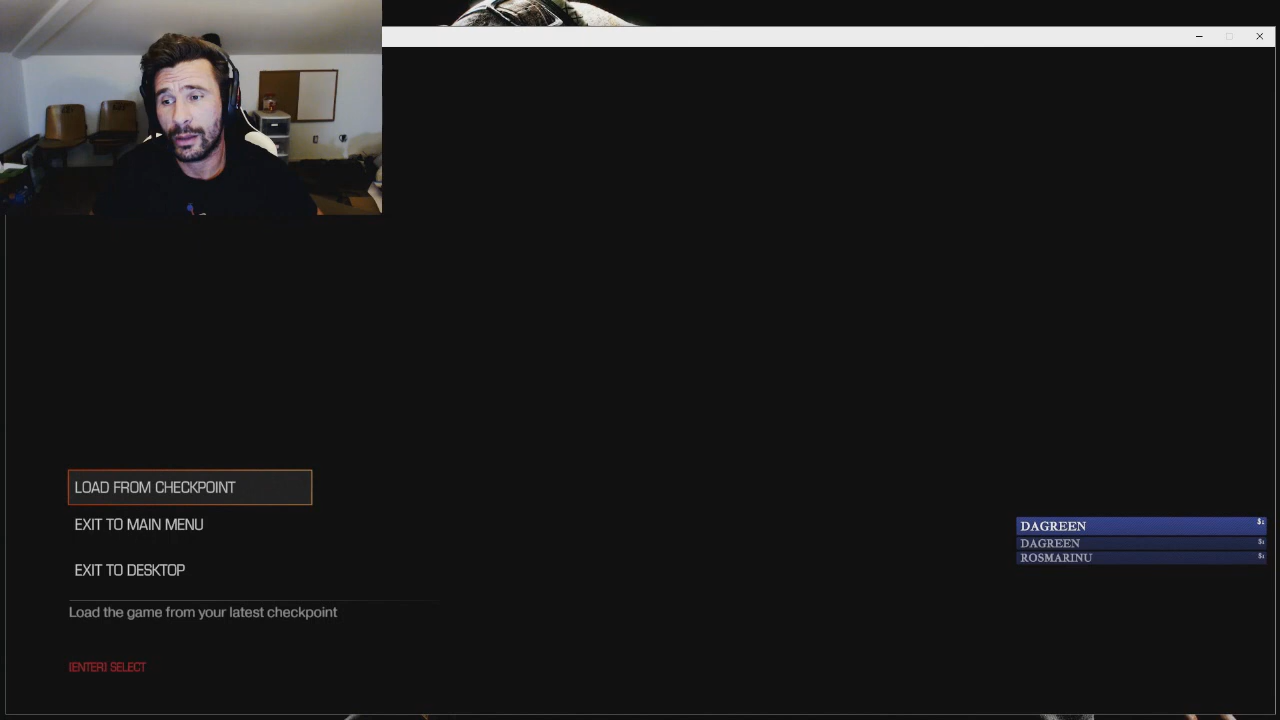 LOAD FROM CHECKPOINT
EXIT TO MAIN MENU
EXIT TO DESKTOP
Load the game from your latest checkpoint
[ENTER] SELECT
DAGREEN
DAGREEN
ROSMARINU